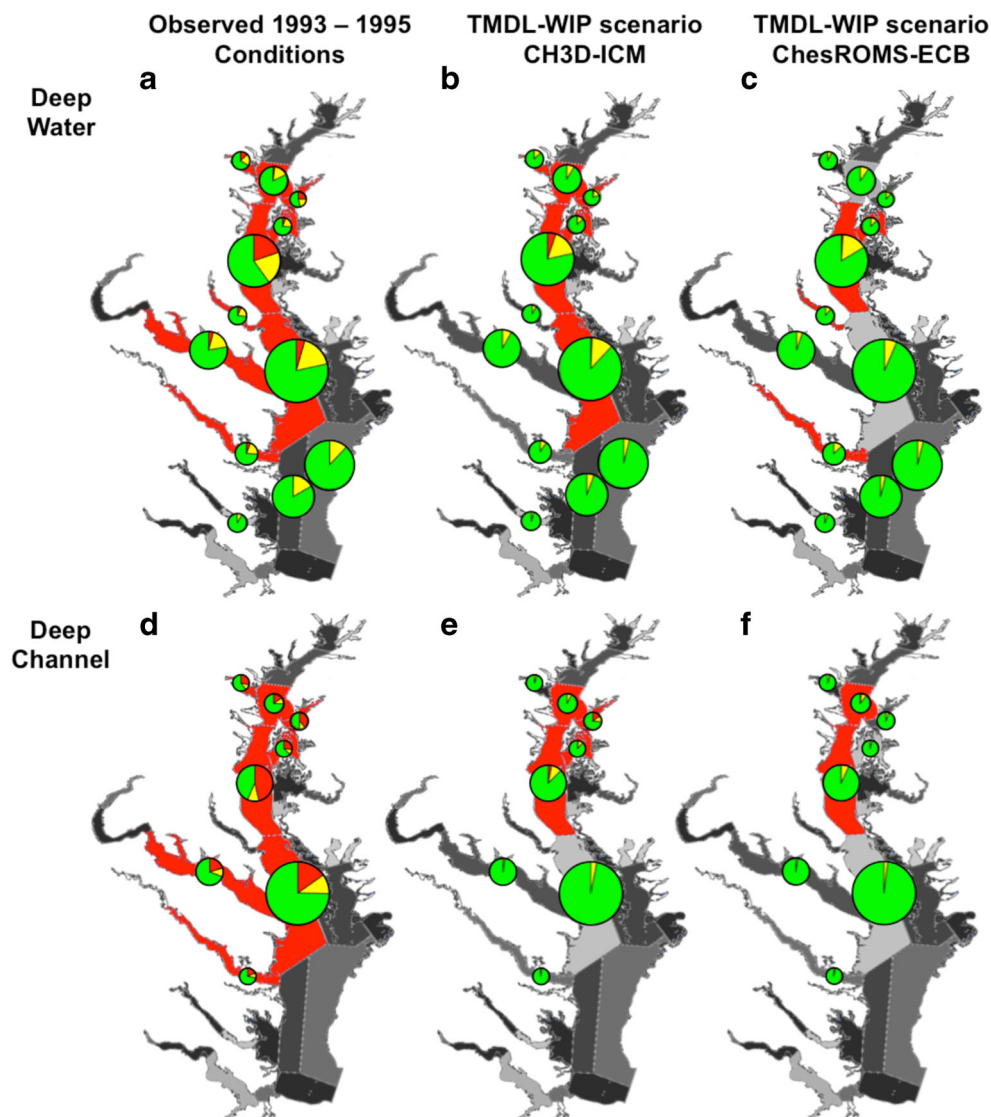 Observed 1993 – 1995
Conditions
TMDL-WIP scenario
CH3D-ICM
TMDL-WIP scenario
ChesROMS-ECB
Deep
Water
a
b
c
Deep
Channel
d
e
f